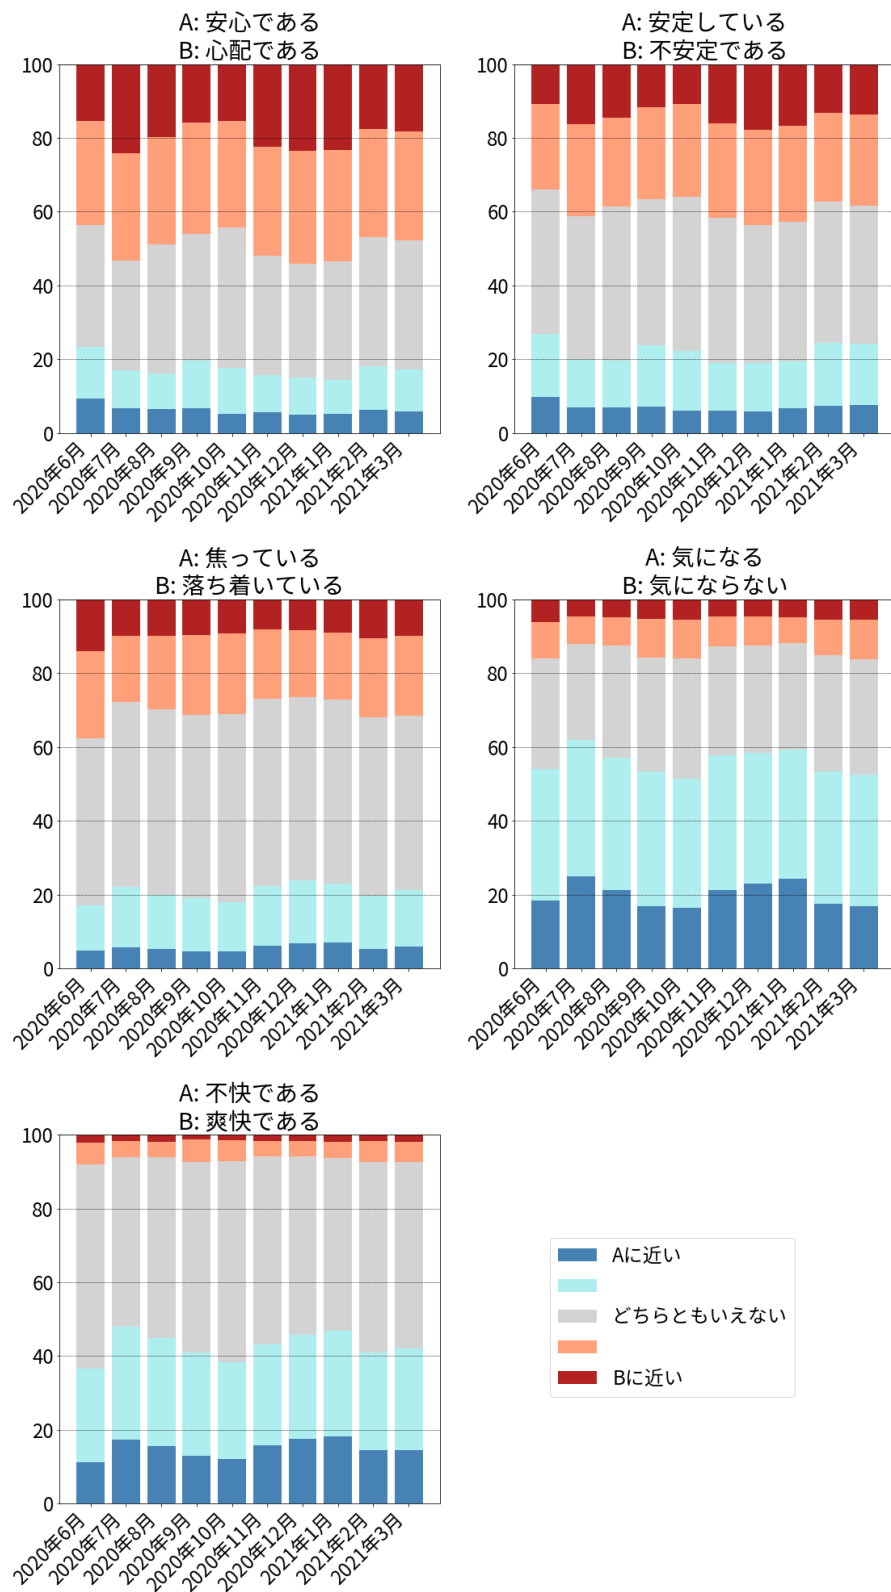 A: 安心である
B: 心配である
100
80
60
40
20
0
2020年6月
2020年7月
2020年8月
2020年9月
2020年10月
2020年11月
2020年12月
2021年1月
2021年2月
2021年3月
A: 安定している
B: 不安定である
100
80
60
40
20
0
2020年6月
2020年7月
2020年8月
2020年9月
2020年10月
2020年11月
2020年12月
2021年1月
2021年2月
2021年3月
A: 焦っている
B: 落ち着いている
100
80
60
40
20
0
2020年6月
2020年7月
2020年8月
2020年9月
2020年10月
2020年11月
2020年12月
2021年1月
2021年2月
2021年3月
A: 気になる
B: 気にならない
100
80
60
40
20
0
2020年6月
2020年7月
2020年8月
2020年9月
2020年10月
2020年11月
2020年12月
2021年1月
2021年2月
2021年3月
A: 不快である
B: 爽快である
100
80
60
40
20
0
2020年6月
2020年7月
2020年8月
2020年9月
2020年10月
2020年11月
2020年12月
2021年1月
2021年2月
2021年3月
Aに近い
どちらともいえない
Bに近い